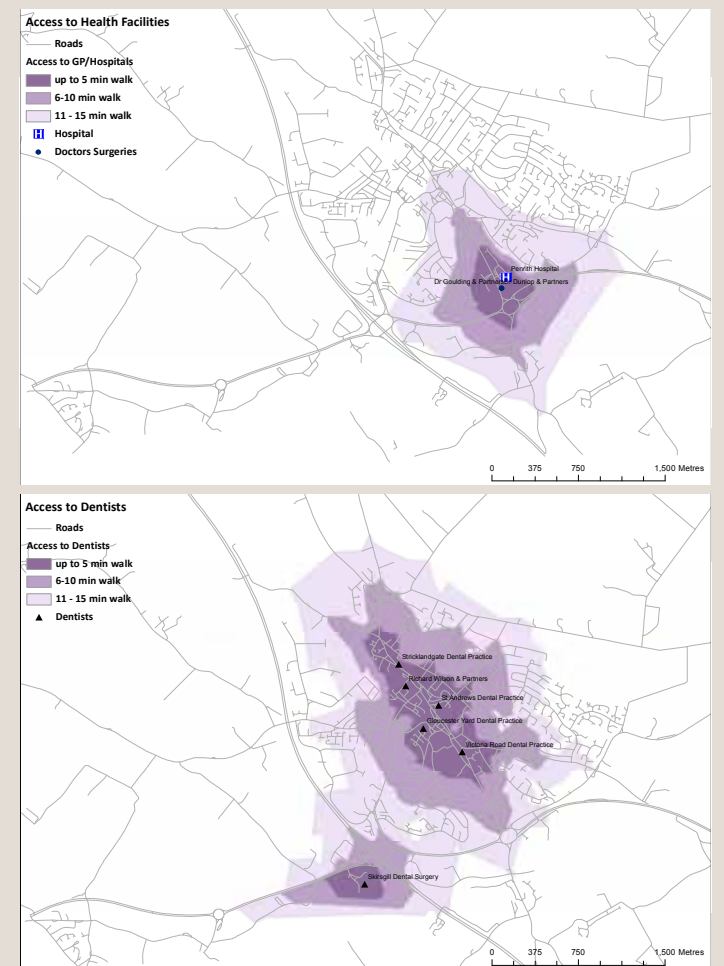 Access to Health Facilities
Roads
Access to GP/Hospitals
up to 5 min walk
6-10 min walk
11 - 15 min walk
H Hospital
Doctors Surgeries
Penrith Hospital
H
Dr Goulding & Partners Dunlop & Partners
0 375 750 1,500 Metres
Access to Dentists
Roads
Access to Dentists
up to 5 min walk
6-10 min walk
11 - 15 min walk
Dentists
Stricklandgate Dental Practice
Richard Wilson & Partners
St Andrews Dental Practice
Gloucester Yard Dental Practice
Victoria Road Dental Practice
Skirsgill Dental Surgery
0 375 750 1,500 Metres